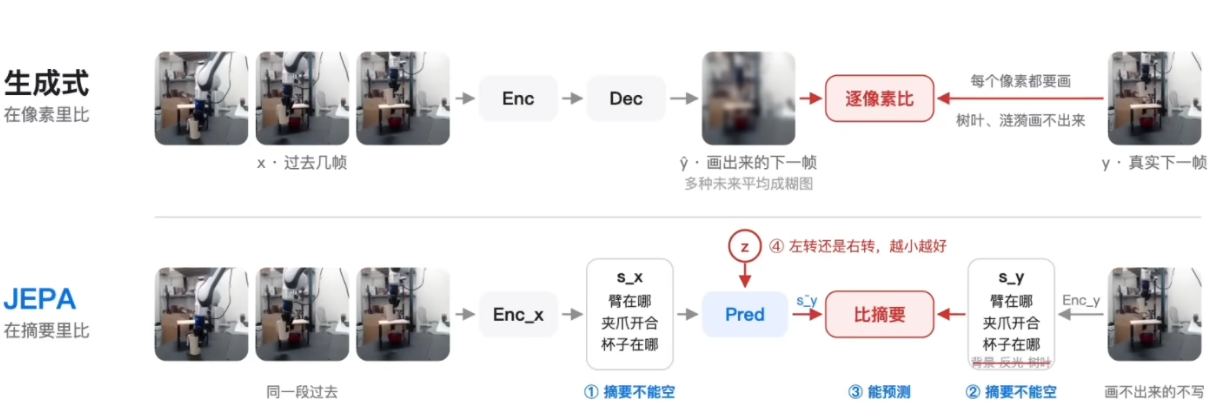 生成式
在像素里比
Enc
Dec
逐像素比
每个像素都要画
树叶、涟漪画不出来
x · 过去几帧
ŷ · 画出来的下一帧
多种未来平均成糊图
y · 真实下一帧
JEPA
在摘要里比
z
④ 左转还是右转，越小越好
Enc_x
s_x
臂在哪
夹爪开合
杯子在哪
Pred
s̃_y
比摘要
s_y
臂在哪
夹爪开合
杯子在哪
背景 反光 树叶
Enc_y
同一段过去
① 摘要不能空
③ 能预测
② 摘要不能空
画不出来的不写